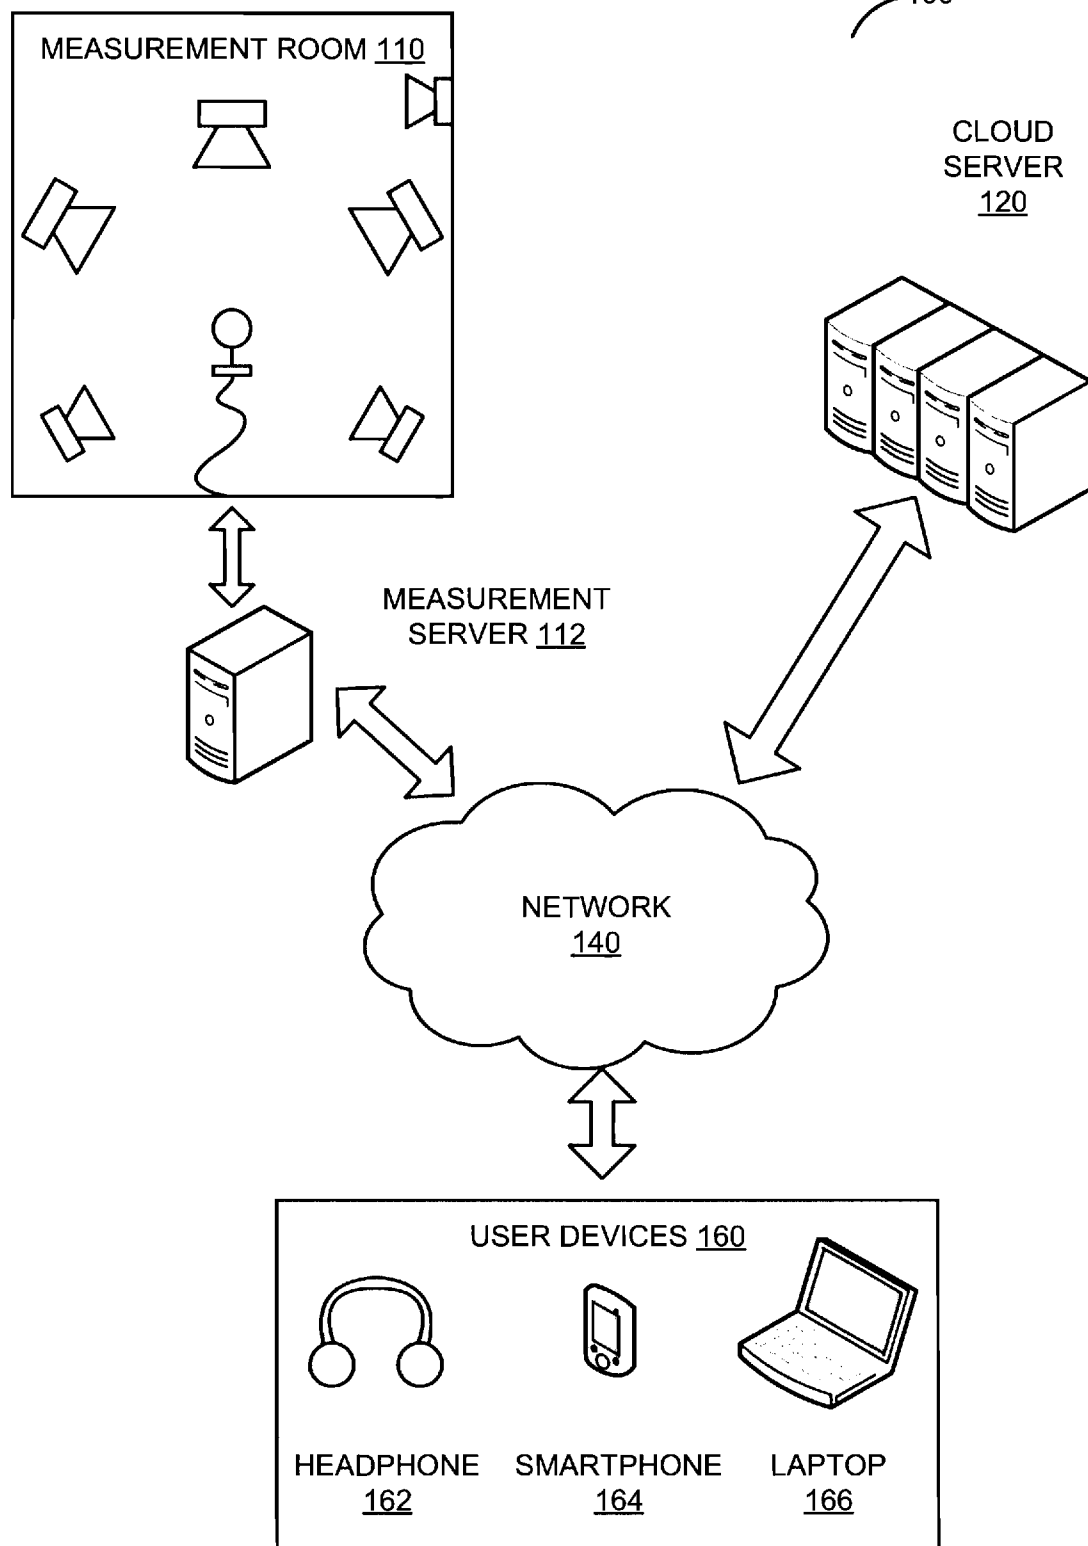 MEASUREMENT ROOM 110
CLOUD
SERVER
120
MEASUREMENT
SERVER 112
NETWORK
140
USER DEVICES 160
HEADPHONE
162
SMARTPHONE
164
LAPTOP
166